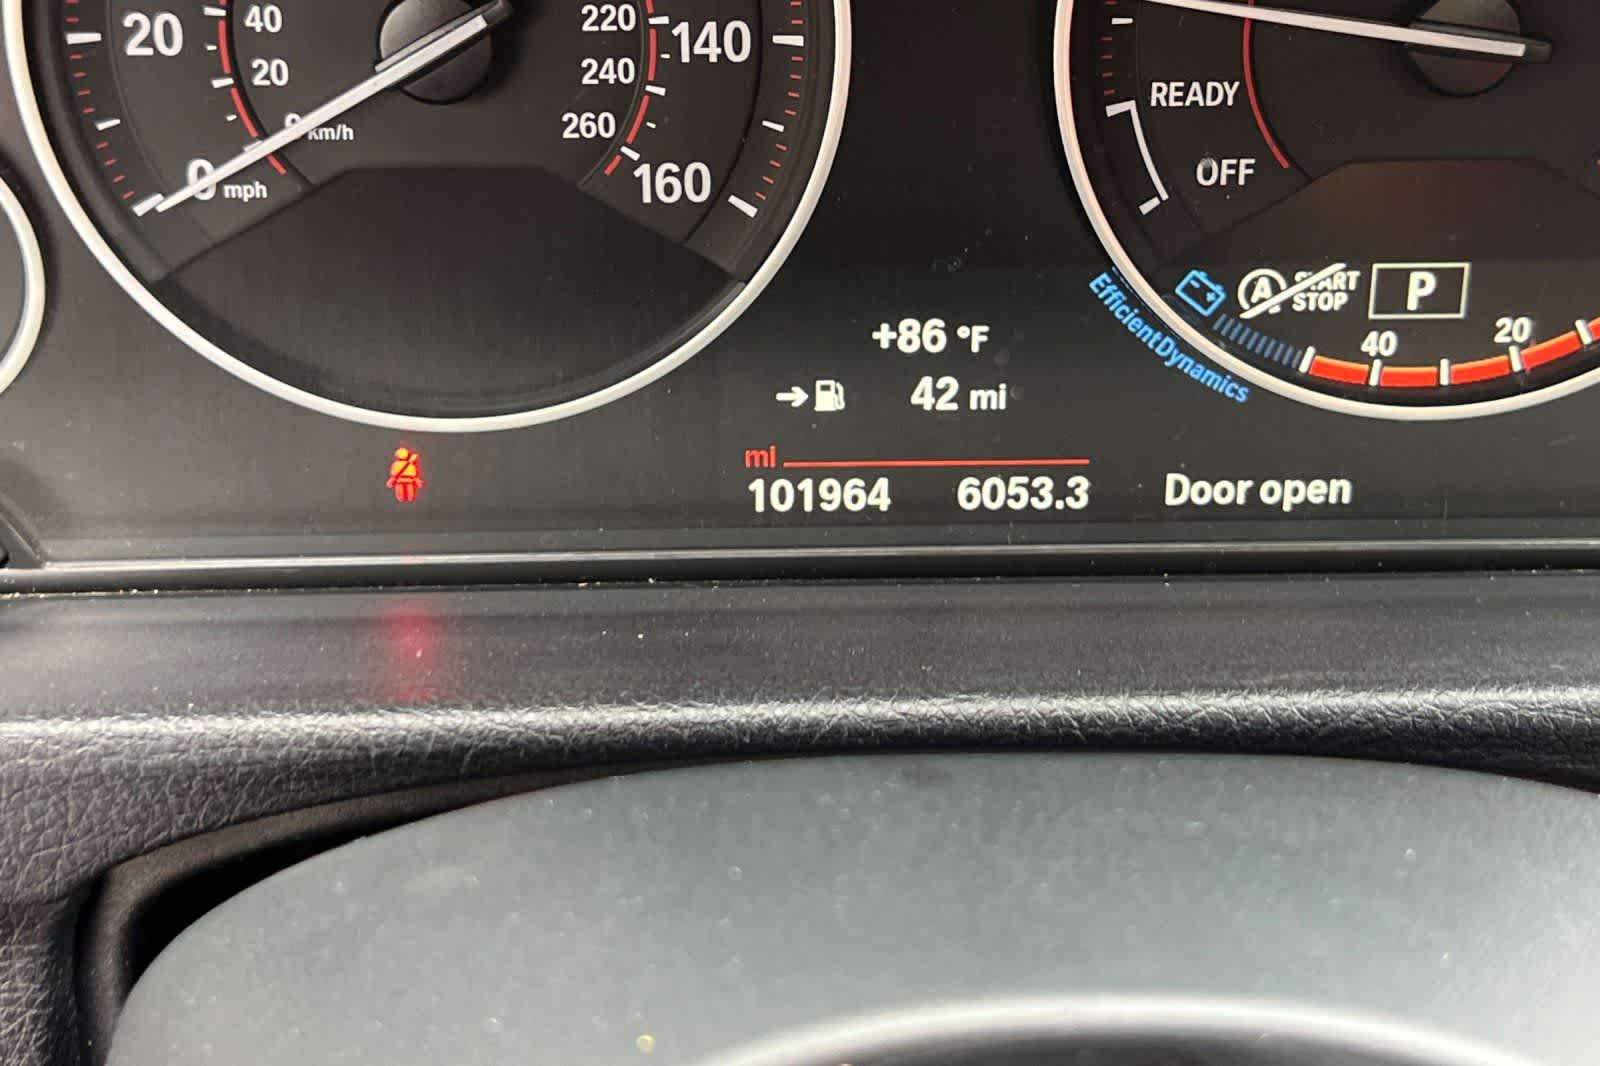 20
40
20
0 km/h
0 mph
220
240
260
140
160
READY
OFF
EfficientDynamics
A START STOP
P
40
20
+86 °F
42 mi
mi
101964 6053.3
Door open